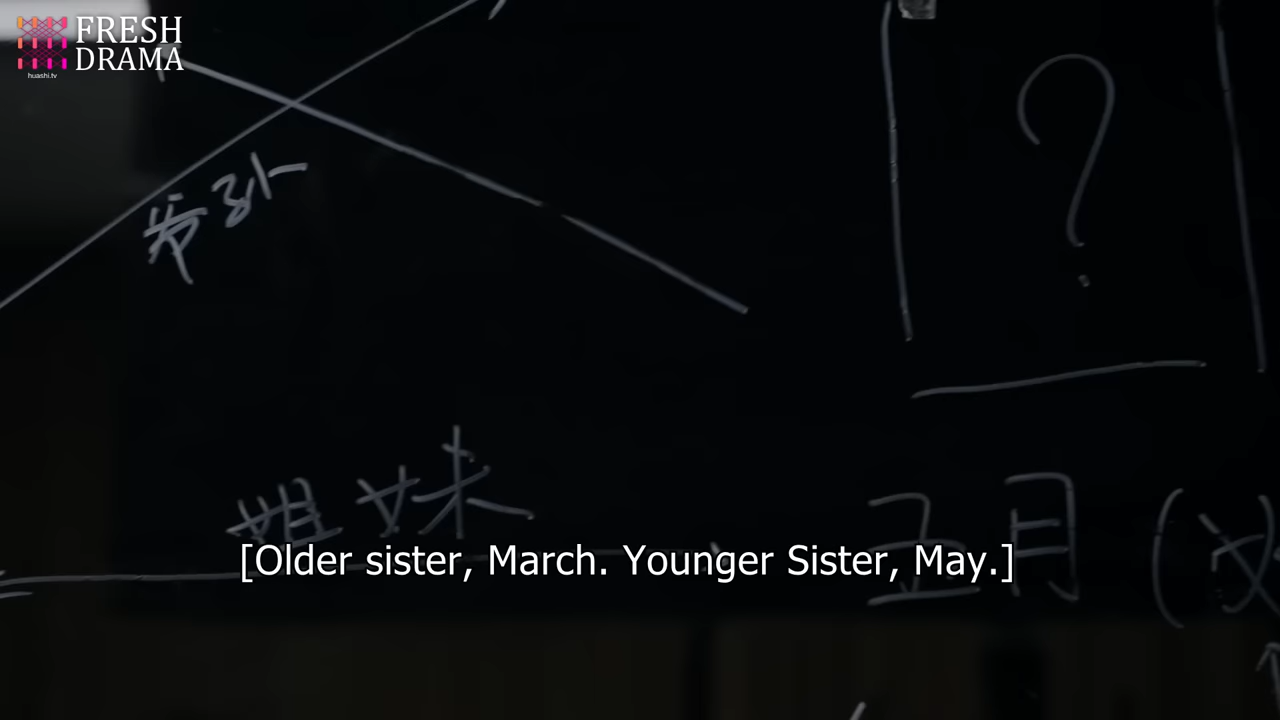 FRESH
DRAMA
huashi.tv
?
姐妹
五月(
[Older sister, March. Younger Sister, May.]